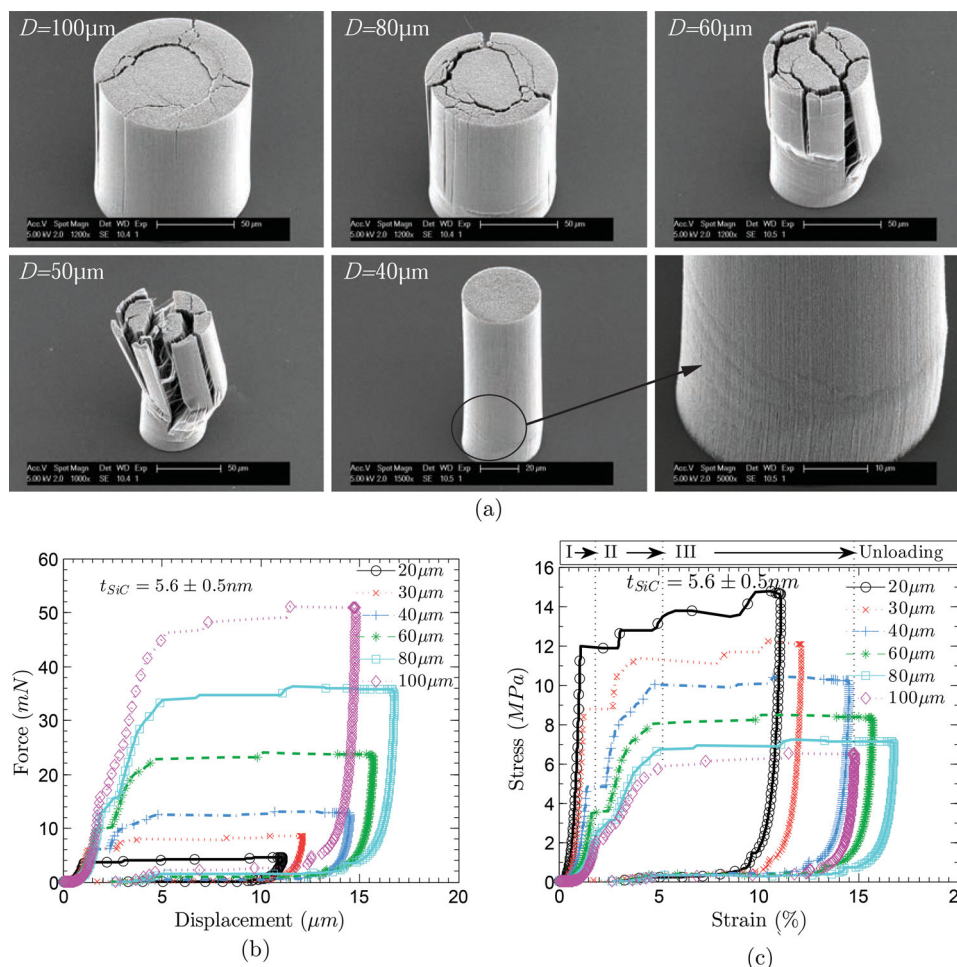 D=100μm
D=80μm
D=60μm
Acc.V Spot Magn Det WD Exp 50 μm
5.00 kV 2.0 1200x SE 10.4 1
Acc.V Spot Magn Det WD Exp 50 μm
5.00 kV 2.0 1200x SE 10.4 1
Acc.V Spot Magn Det WD Exp 50 μm
5.00 kV 2.0 1200x SE 10.5 1
D=50μm
D=40μm
Acc.V Spot Magn Det WD Exp 50 μm
5.00 kV 2.0 1000x SE 10.4 1
Acc.V Spot Magn Det WD Exp 20 μm
5.00 kV 2.0 1500x SE 10.5 1
Acc.V Spot Magn Det WD Exp 10 μm
5.00 kV 2.0 5000x SE 10.5 1
(a)
60
50
40
30
20
10
0
Force (mN)
t_SiC = 5.6 ± 0.5nm
20μm
30μm
40μm
60μm
80μm
100μm
0 5 10 15 20
Displacement (μm)
(b)
I II III Unloading
16
14
12
10
8
6
4
2
0
Stress (MPa)
t_SiC = 5.6 ± 0.5nm
20μm
30μm
40μm
60μm
80μm
100μm
0 5 10 15 2
Strain (%)
(c)